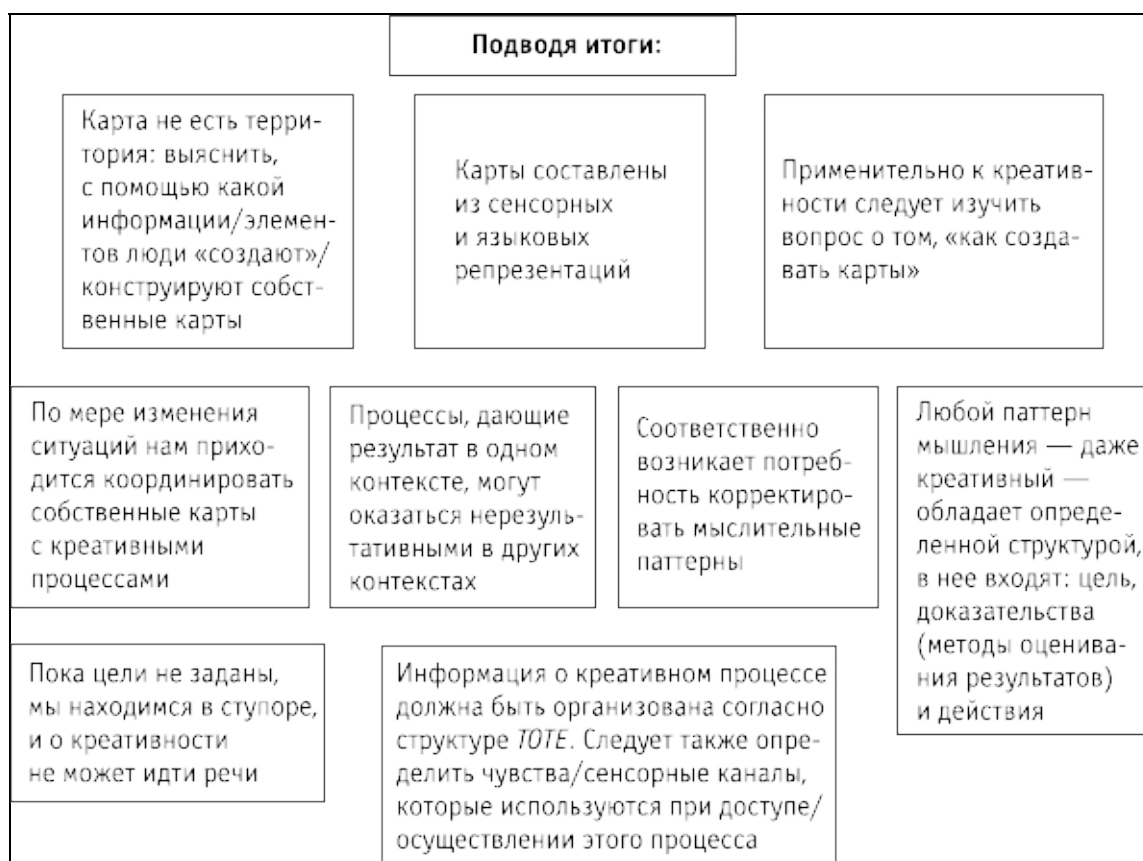 Подводя итоги:
Карта не есть терри-
тория: выяснить,
с помощью какой
информации/элемен-
тов люди «создают»/
конструируют собст-
венные карты
Карты составлены
из сенсорных
и языковых
репрезентаций
Применительно к креатив-
ности следует изучить
вопрос о том, «как созда-
вать карты»
По мере изменения
ситуаций нам прихо-
дится координировать
собственные карты
с креативными
процессами
Процессы, дающие
результат в одном
контексте, могут
оказаться нерезуль-
тативными в других
контекстах
Соответственно
возникает потреб-
ность корректиро-
вать мыслительные
паттерны
Любой паттерн
мышления — даже
креативный —
обладает опреде-
ленной структурой,
в нее входят: цель,
доказательства
(методы оценива-
ния результатов)
и действия
Пока цели не заданы,
мы находимся в ступоре,
и о креативности
не может идти речи
Информация о креативном процессе
должна быть организована согласно
структуре TOTE. Следует также опре-
делить чувства/сенсорные каналы,
которые используются при доступе/
осуществлении этого процесса